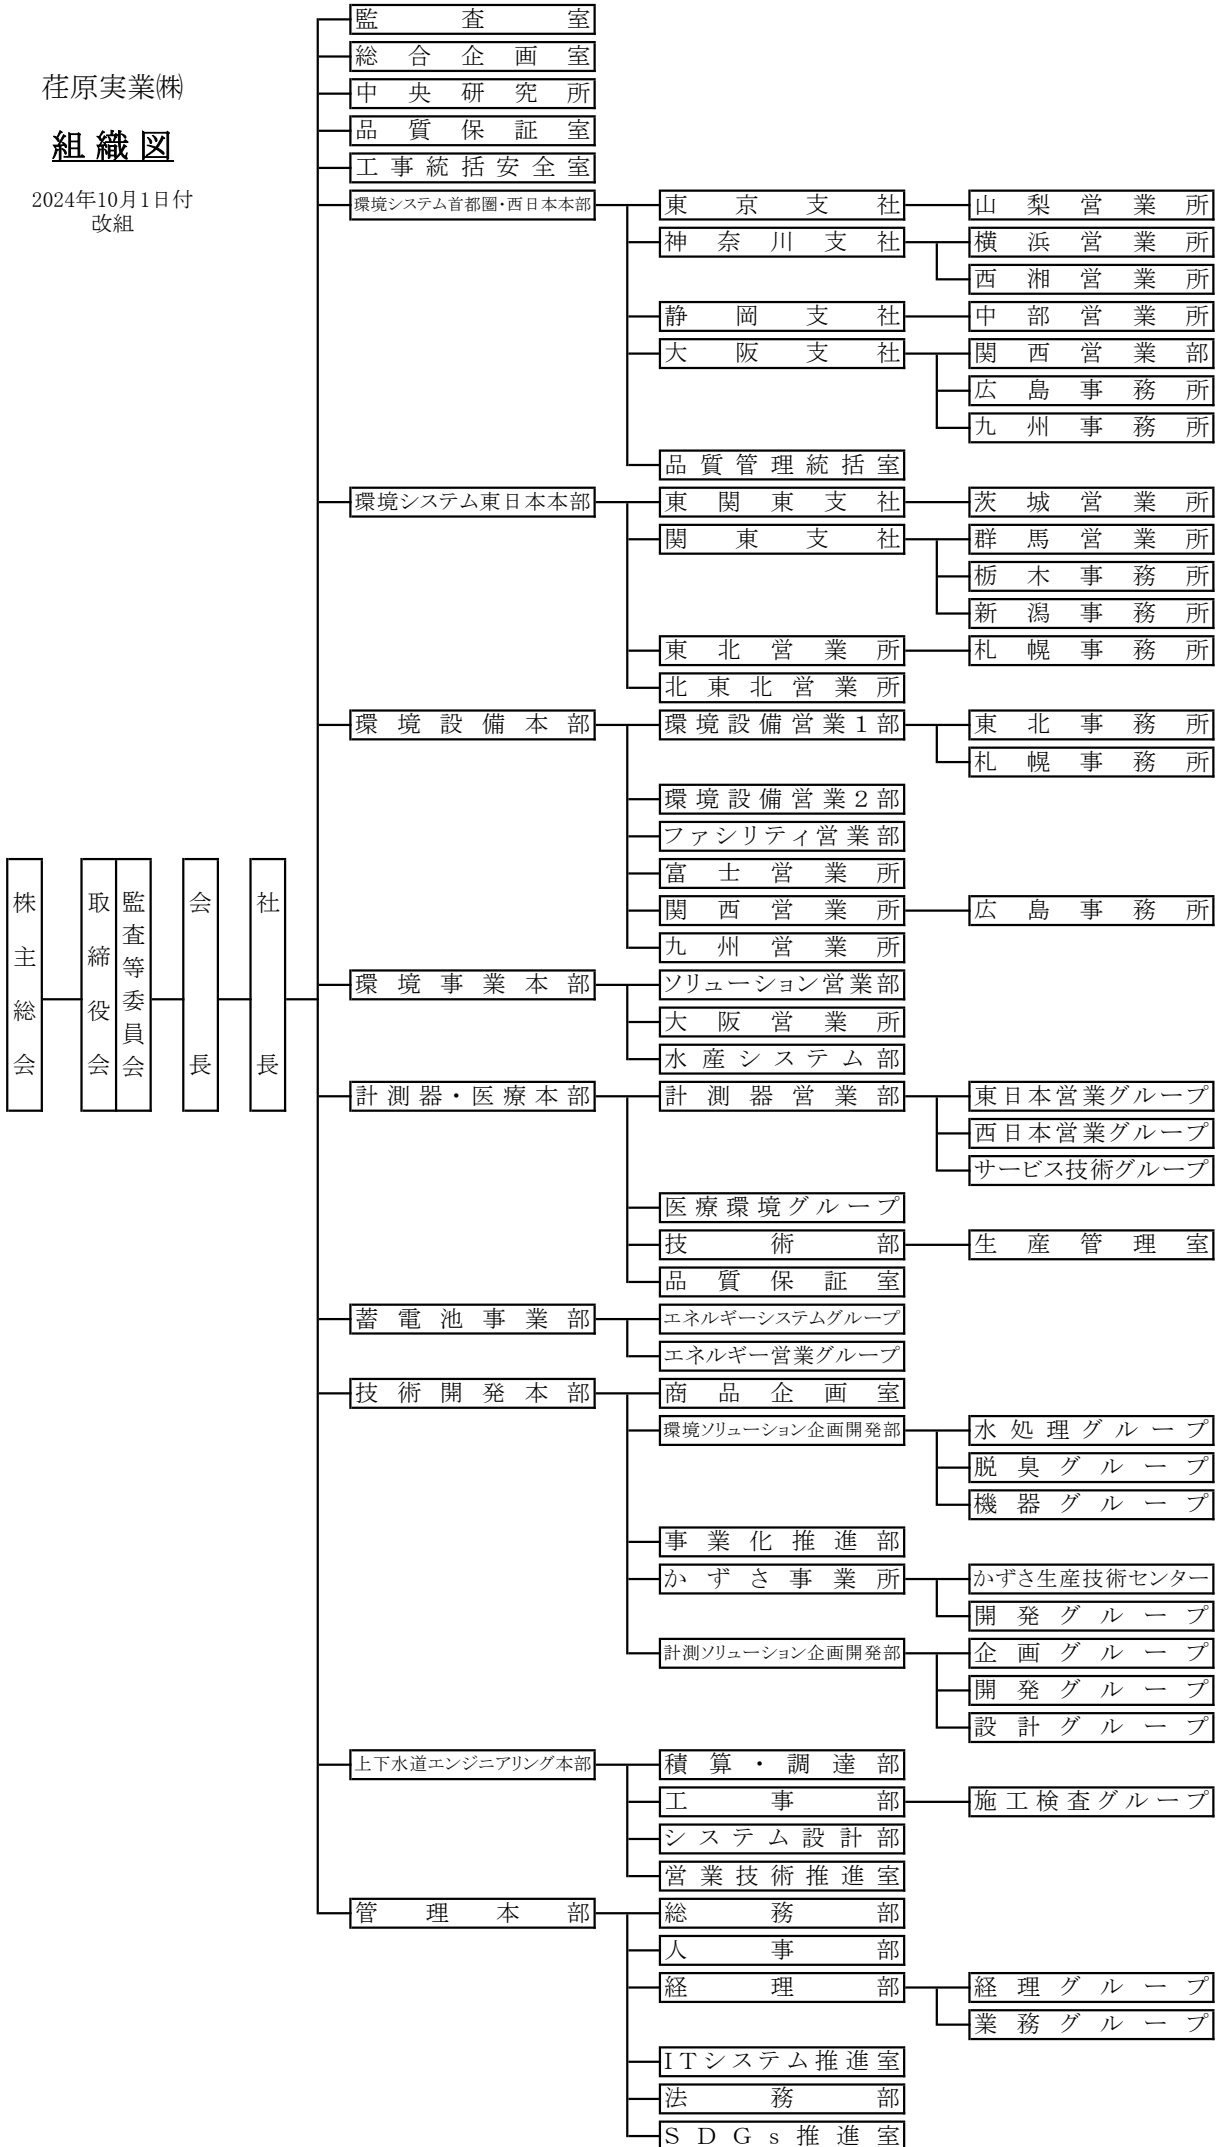 荏原実業㈱
組織図
2024年10月1日付
改組
株主総会
取締役会
監査等委員会
会長
社長
監査室
総合企画室
中央研究所
品質保証室
工事統括安全室
環境システム首都圏・西日本本部
東京支社
山梨営業所
神奈川支社
横浜営業所
西湘営業所
静岡支社
中部営業所
大阪支社
関西営業部
広島事務所
九州事務所
品質管理統括室
環境システム東日本本部
東関東支社
茨城営業所
関東支社
群馬営業所
栃木事務所
新潟事務所
東北営業所
札幌事務所
北東北営業所
環境設備本部
環境設備営業1部
東北事務所
札幌事務所
環境設備営業2部
ファシリティ営業部
富士営業所
関西営業所
広島事務所
九州営業所
環境事業本部
ソリューション営業部
大阪営業所
水産システム部
計測器・医療本部
計測器営業部
東日本営業グループ
西日本営業グループ
サービス技術グループ
医療環境グループ
技術部
生産管理室
品質保証室
蓄電池事業部
エネルギーシステムグループ
エネルギー営業グループ
技術開発本部
商品企画室
環境ソリューション企画開発部
水処理グループ
脱臭グループ
機器グループ
事業化推進部
かずさ事業所
かずさ生産技術センター
開発グループ
計測ソリューション企画開発部
企画グループ
開発グループ
設計グループ
上下水道エンジニアリング本部
積算・調達部
工事部
施工検査グループ
システム設計部
営業技術推進室
管理本部
総務部
人事部
経理部
経理グループ
業務グループ
ITシステム推進室
法務部
SDGs推進室